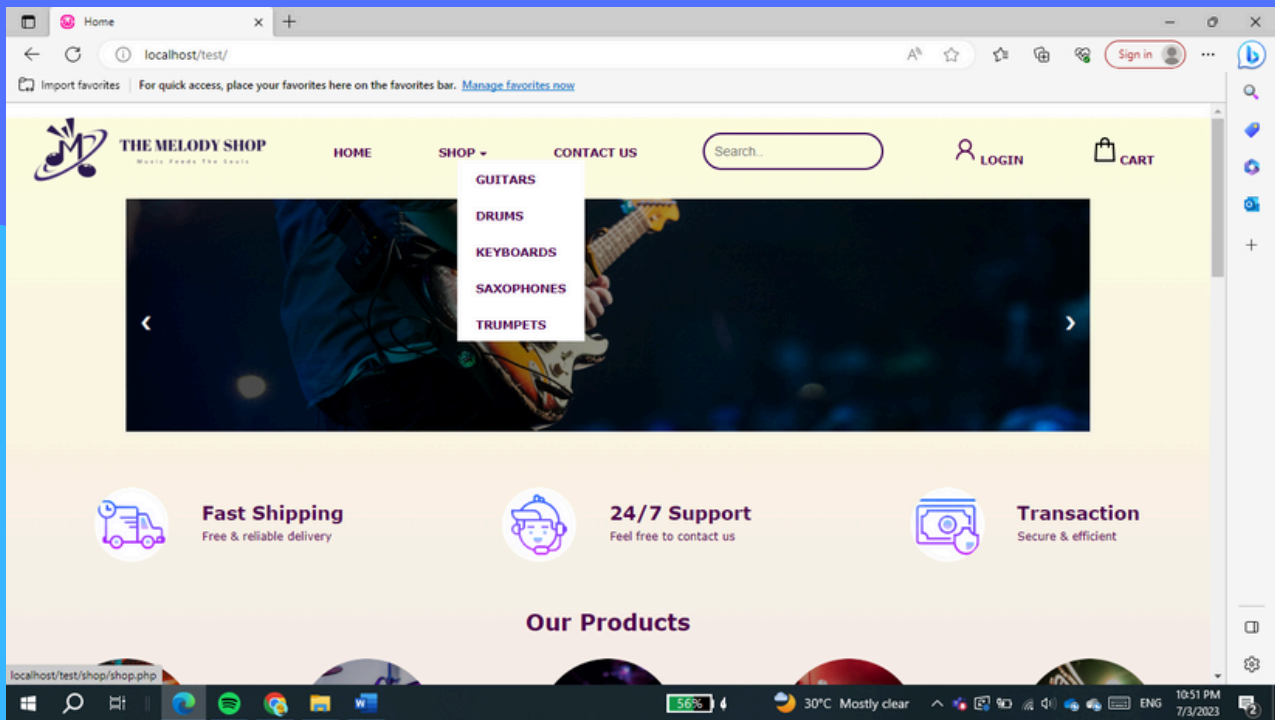 Home
localhost/test/
Sign in
Import favorites
For quick access, place your favorites here on the favorites bar. Manage favorites now
THE MELODY SHOP
Music Feeds The Souls
HOME
SHOP
CONTACT US
Search..
LOGIN
CART
GUITARS
DRUMS
KEYBOARDS
SAXOPHONES
TRUMPETS
Fast Shipping
Free & reliable delivery
24/7 Support
Feel free to contact us
Transaction
Secure & efficient
Our Products
localhost/test/shop/shop.php
56%
30°C Mostly clear
ENG
10:51 PM
7/3/2023
2